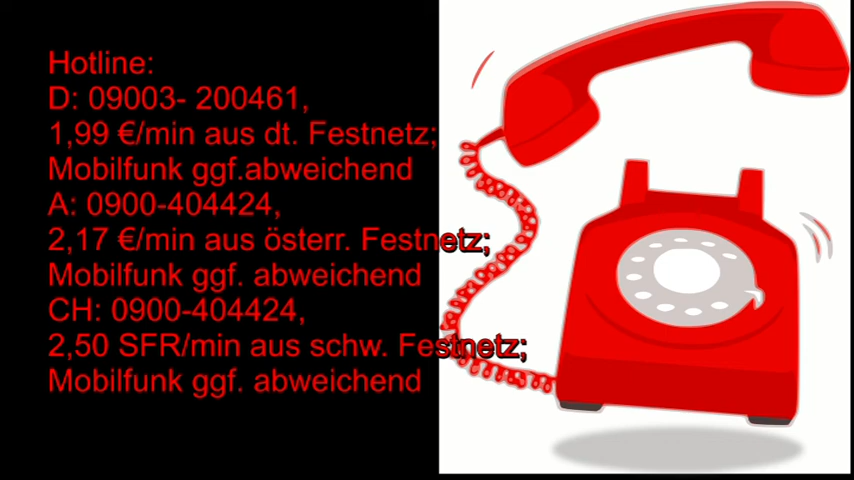 Hotline:
D: 09003- 200461,
1,99 €/min aus dt. Festnetz;
Mobilfunk ggf.abweichend
A: 0900-404424,
2,17 €/min aus österr. Festnetz;
Mobilfunk ggf. abweichend
CH: 0900-404424,
2,50 SFR/min aus schw. Festnetz;
Mobilfunk ggf. abweichend